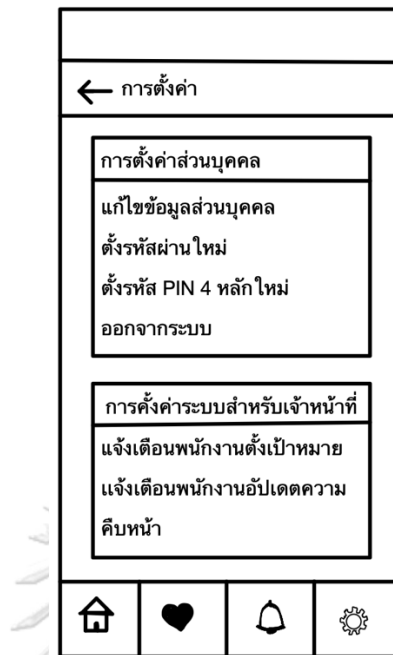 การตั้งค่า
การตั้งค่าส่วนบุคคล
แก้ไขข้อมูลส่วนบุคคล
ตั้งรหัสผ่านใหม่
ตั้งรหัส PIN 4 หลักใหม่
ออกจากระบบ
การคั้งค่าระบบสำหรับเจ้าหน้าที่
แจ้งเตือนพนักงานตั้งเป้าหมาย
แจ้งเตือนพนักงานอัปเดตความ
คืบหน้า